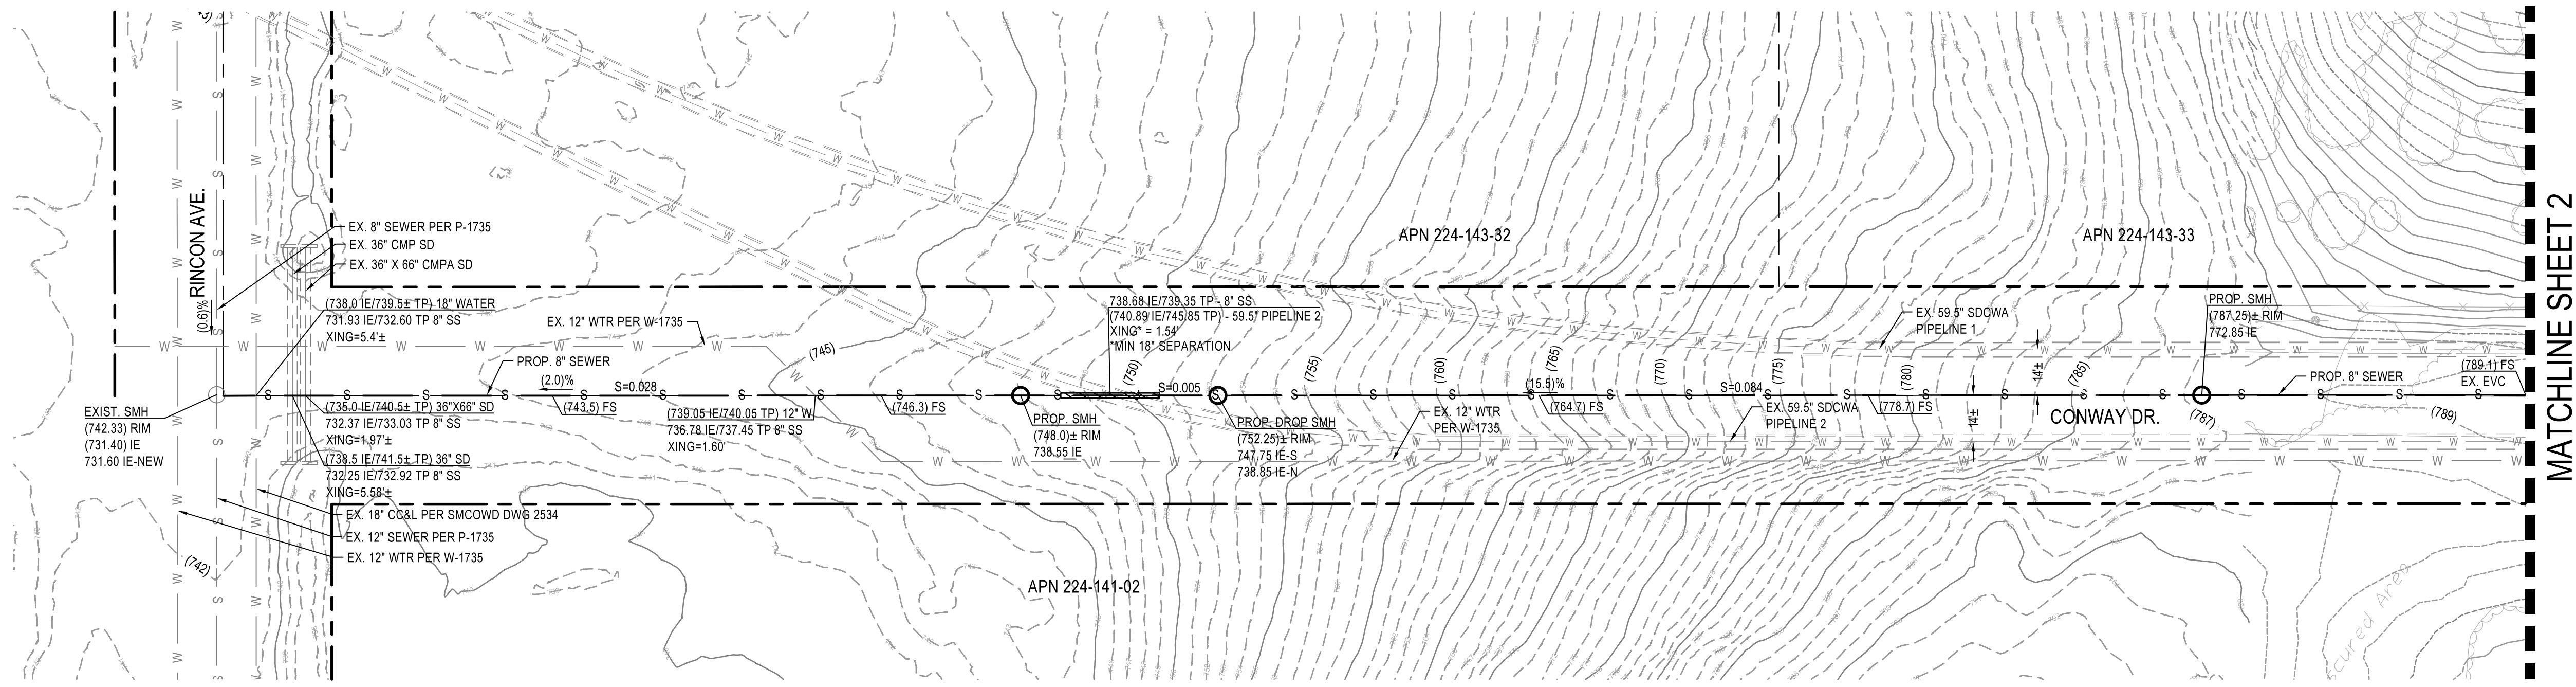 RINCON AVE.
(0.6)%
EX. 8" SEWER PER P-1735
EX. 36" CMP SD
EX. 36" X 66" CMPA SD
(738.0 IE/739.5± TP) 18" WATER
731.93 IE/732.60 TP 8" SS
XING=5.4'±
EX. 12" WTR PER W-1735
PROP. 8" SEWER
(2.0)%
S=0.028
(743.5) FS
EXIST. SMH
(742.33) RIM
(731.40) IE
731.60 IE-NEW
(735.0 IE/740.5± TP) 36"X66" SD
732.37 IE/733.03 TP 8" SS
XING=1.97'±
(738.5 IE/741.5± TP) 36" SD
732.25 IE/732.92 TP 8" SS
XING=5.58'±
EX. 18" CC&L PER SMCOWD DWG 2534
EX. 12" SEWER PER P-1735
EX. 12" WTR PER W-1735
(742)
(739.05 IE/740.05 TP) 12" W
736.78 IE/737.45 TP 8" SS
XING=1.60'
(745)
(746.3) FS
PROP. SMH
(748.0)± RIM
738.55 IE
738.68 IE/739.35 TP - 8" SS
(740.89 IE/745.85 TP) - 59.5" PIPELINE 2
XING* = 1.54'
*MIN 18" SEPARATION
(750)
S=0.005
PROP. DROP SMH
(752.25)± RIM
747.75 IE-S
738.85 IE-N
APN 224-141-02
APN 224-143-32
(755)
(760)
(765)
(15.5)%
(764.7) FS
EX. 12" WTR
PER W-1735
(770)
S=0.084
(775)
EX. 59.5" SDCWA
PIPELINE 2
(778.7) FS
(780)
EX. 59.5" SDCWA
PIPELINE 1
14'±
14'±
(785)
CONWAY DR.
APN 224-143-33
PROP. SMH
(787.25)± RIM
772.85 IE
(787)
PROP. 8" SEWER
(789)
(789.1) FS
EX. EVC
MATCHLINE SHEET 2
cured Area